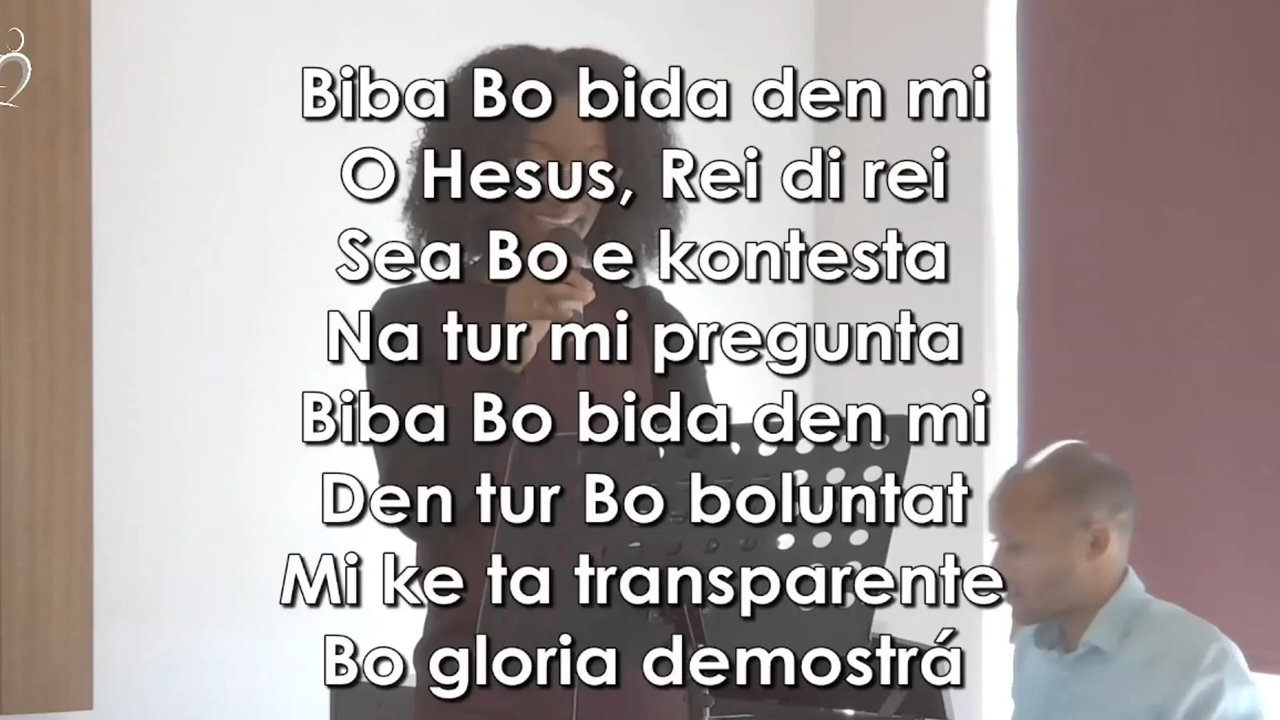 Biba Bo bida den mi
O Hesus, Rei di rei
Sea Bo e kontesta
Na tur mi pregunta
Biba Bo bida den mi
Den tur Bo boluntat
Mi ke ta transparente
Bo gloria demostrá